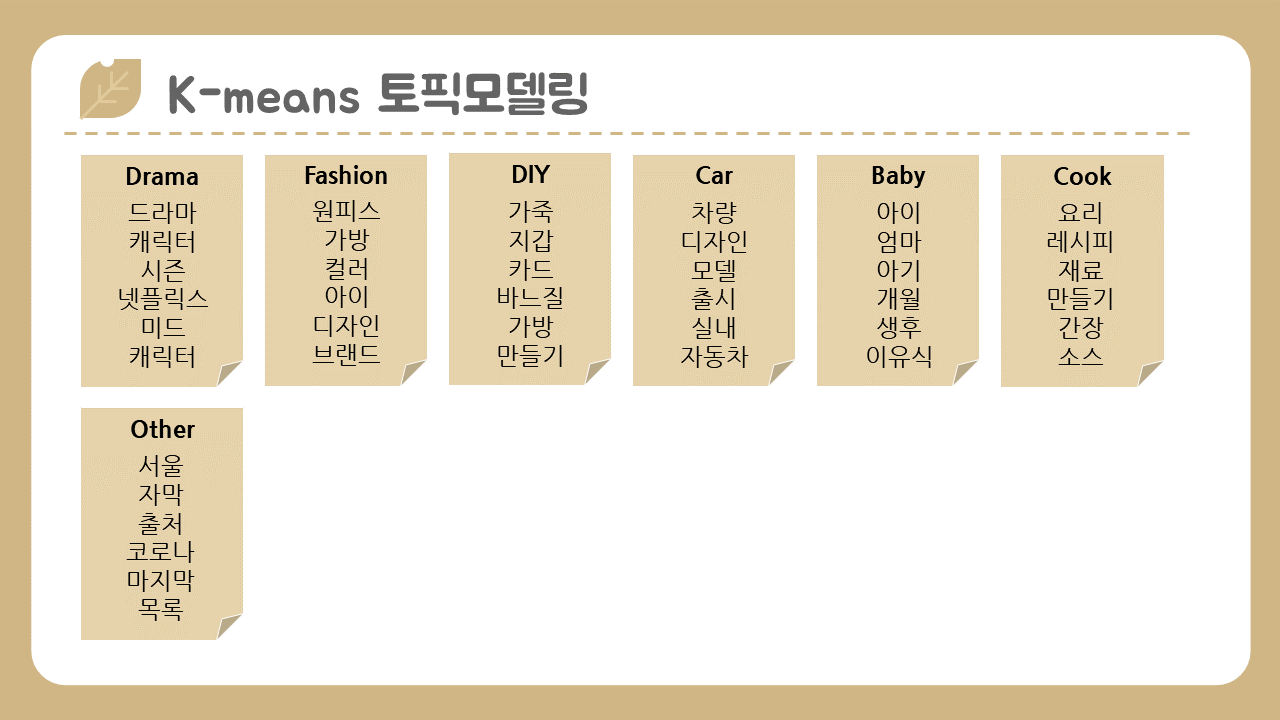 K-means 토픽모델링
Drama
드라마
캐릭터
시즌
넷플릭스
미드
캐릭터
Fashion
원피스
가방
컬러
아이
디자인
브랜드
DIY
가죽
지갑
카드
바느질
가방
만들기
Car
차량
디자인
모델
출시
실내
자동차
Baby
아이
엄마
아기
개월
생후
이유식
Cook
요리
레시피
재료
만들기
간장
소스
Other
서울
자막
출처
코로나
마지막
목록